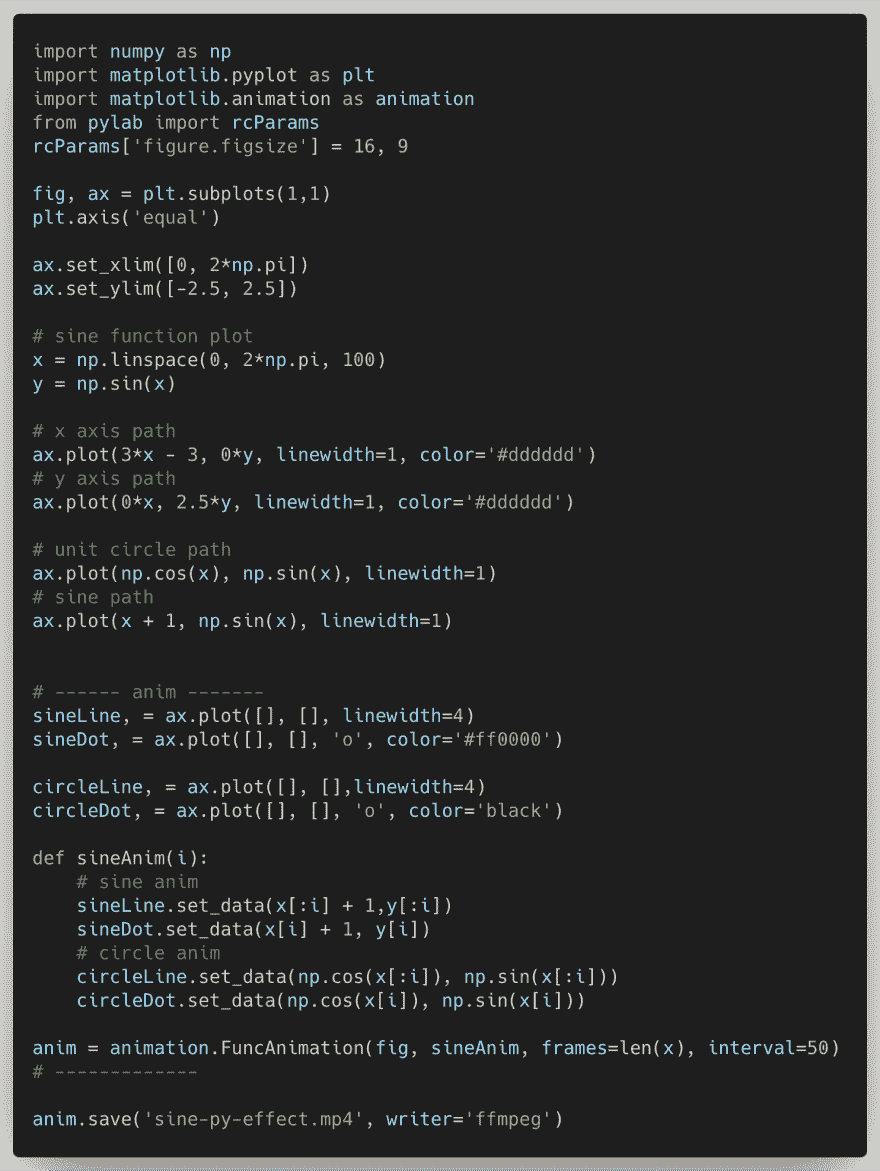 import numpy as np
import matplotlib.pyplot as plt
import matplotlib.animation as animation
from pylab import rcParams
rcParams['figure.figsize'] = 16, 9

fig, ax = plt.subplots(1,1)
plt.axis('equal')

ax.set_xlim([0, 2*np.pi])
ax.set_ylim([-2.5, 2.5])

# sine function plot
x = np.linspace(0, 2*np.pi, 100)
y = np.sin(x)

# x axis path
ax.plot(3*x - 3, 0*y, linewidth=1, color='#dddddd')
# y axis path
ax.plot(0*x, 2.5*y, linewidth=1, color='#dddddd')

# unit circle path
ax.plot(np.cos(x), np.sin(x), linewidth=1)
# sine path
ax.plot(x + 1, np.sin(x), linewidth=1)


# ------ anim -------
sineLine, = ax.plot([], [], linewidth=4)
sineDot, = ax.plot([], [], 'o', color='#ff0000')

circleLine, = ax.plot([], [],linewidth=4)
circleDot, = ax.plot([], [], 'o', color='black')

def sineAnim(i):
    # sine anim
    sineLine.set_data(x[:i] + 1,y[:i])
    sineDot.set_data(x[i] + 1, y[i])
    # circle anim
    circleLine.set_data(np.cos(x[:i]), np.sin(x[:i]))
    circleDot.set_data(np.cos(x[i]), np.sin(x[i]))

anim = animation.FuncAnimation(fig, sineAnim, frames=len(x), interval=50)
# -------------

anim.save('sine-py-effect.mp4', writer='ffmpeg')